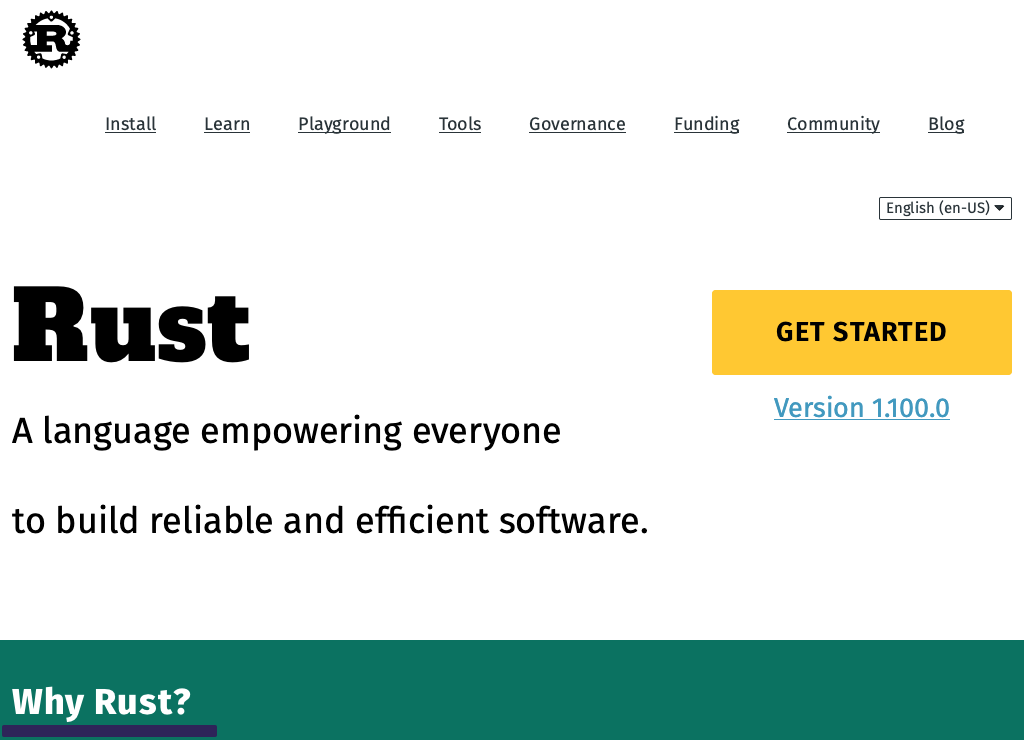 R
Install Learn Playground Tools Governance Funding Community Blog
English (en-US)
Rust
GET STARTED
Version 1.100.0
A language empowering everyone
to build reliable and efficient software.
Why Rust?